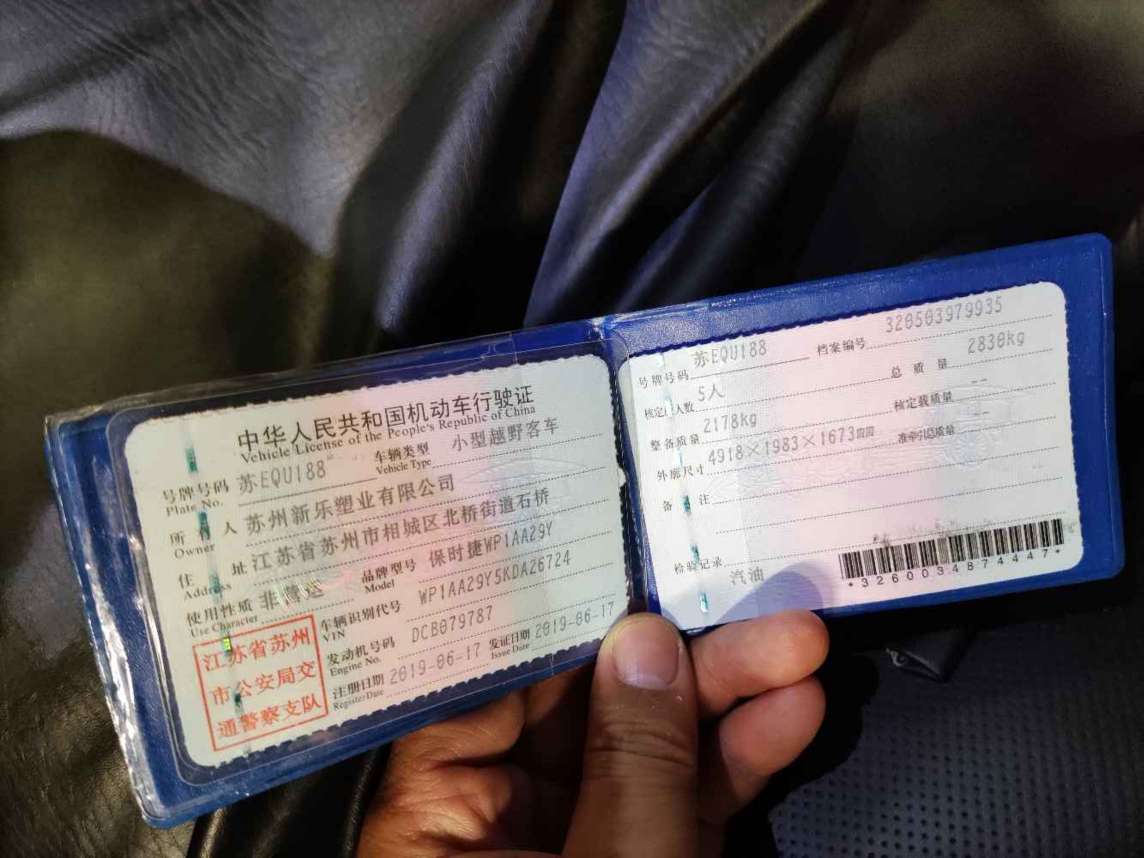 中华人民共和国机动车行驶证
Vehicle License of the People's Republic of China
号牌号码 苏EQU188 车辆类型 小型越野客车
Plate No. Vehicle Type
所有人 苏州新乐塑业有限公司
Owner
住址 江苏省苏州市相城区北桥街道石桥
Address
使用性质 非营运 品牌型号 保时捷WP1AA29Y
Use Character Model
车辆识别代号 WP1AA29Y5KDA26724
VIN
发动机号码 DCB079787
Engine No.
注册日期 2019-06-17 发证日期 2019-06-17
Register Date Issue Date
江苏省苏州
市公安局交
通警察支队
号牌号码 苏EQU188 档案编号 320503979935
核定载人数 5人 总质量 2830kg
整备质量 2178kg 核定载质量 --
外廓尺寸 4918×1983×1673mm 准牵引总质量 --
备注
检验记录 汽油
*3260034874447*